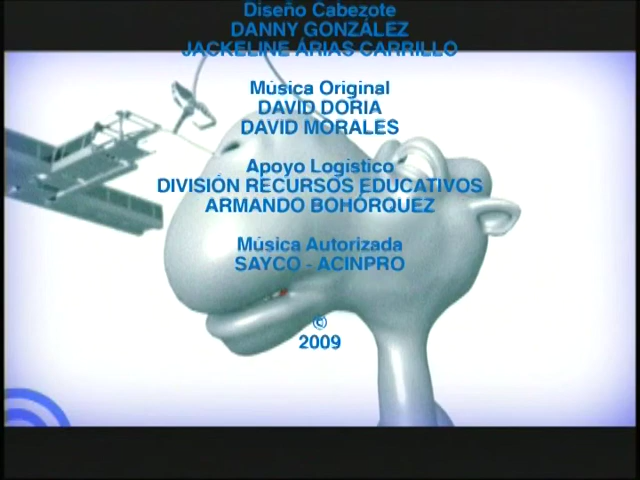 Diseño Cabezote
DANNY GONZÁLEZ
JACKELINE ÁRIAS CARRILLO
Música Original
DAVID DORIA
DAVID MORALES
Apoyo Logístico
DIVISIÓN RECURSOS EDUCATIVOS
ARMANDO BOHÓRQUEZ
Música Autorizada
SAYCO - ACINPRO
©
2009